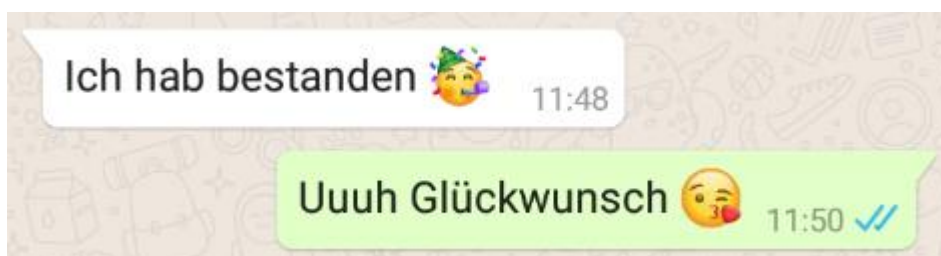 Ich hab bestanden 🥳 11:48
Uuuh Glückwunsch 😘 11:50